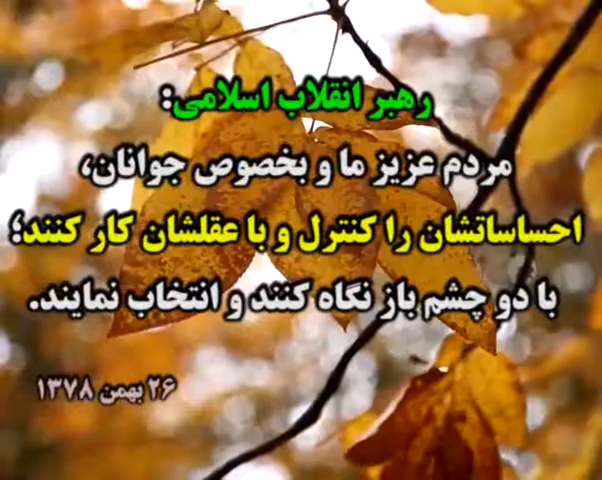 رهبر انقلاب اسلامی:
مردم عزیز ما و بخصوص جوانان،
احساساتشان را کنترل و با عقلشان کار کنند؛
با دو چشم باز نگاه کنند و انتخاب نمایند.
۲۶ بهمن ۱۳۷۸